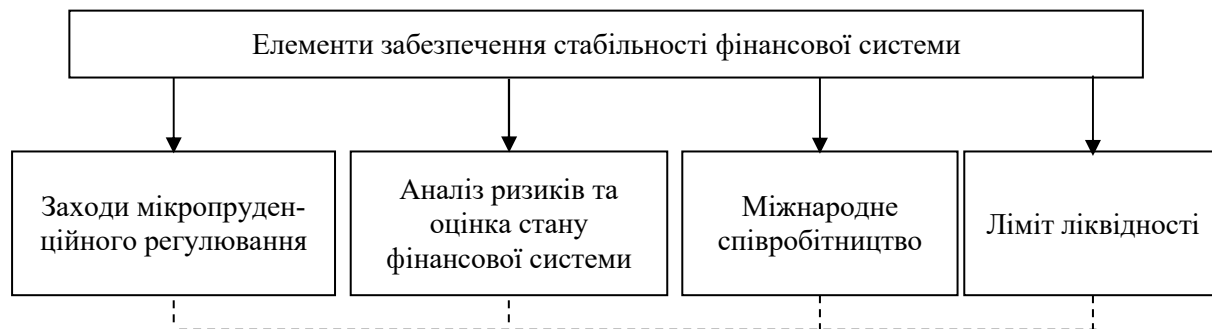 Елементи забезпечення стабільності фінансової системи
Заходи мікропруден-
ційного регулювання
Аналіз ризиків та
оцінка стану
фінансової системи
Міжнародне
співробітництво
Ліміт ліквідності